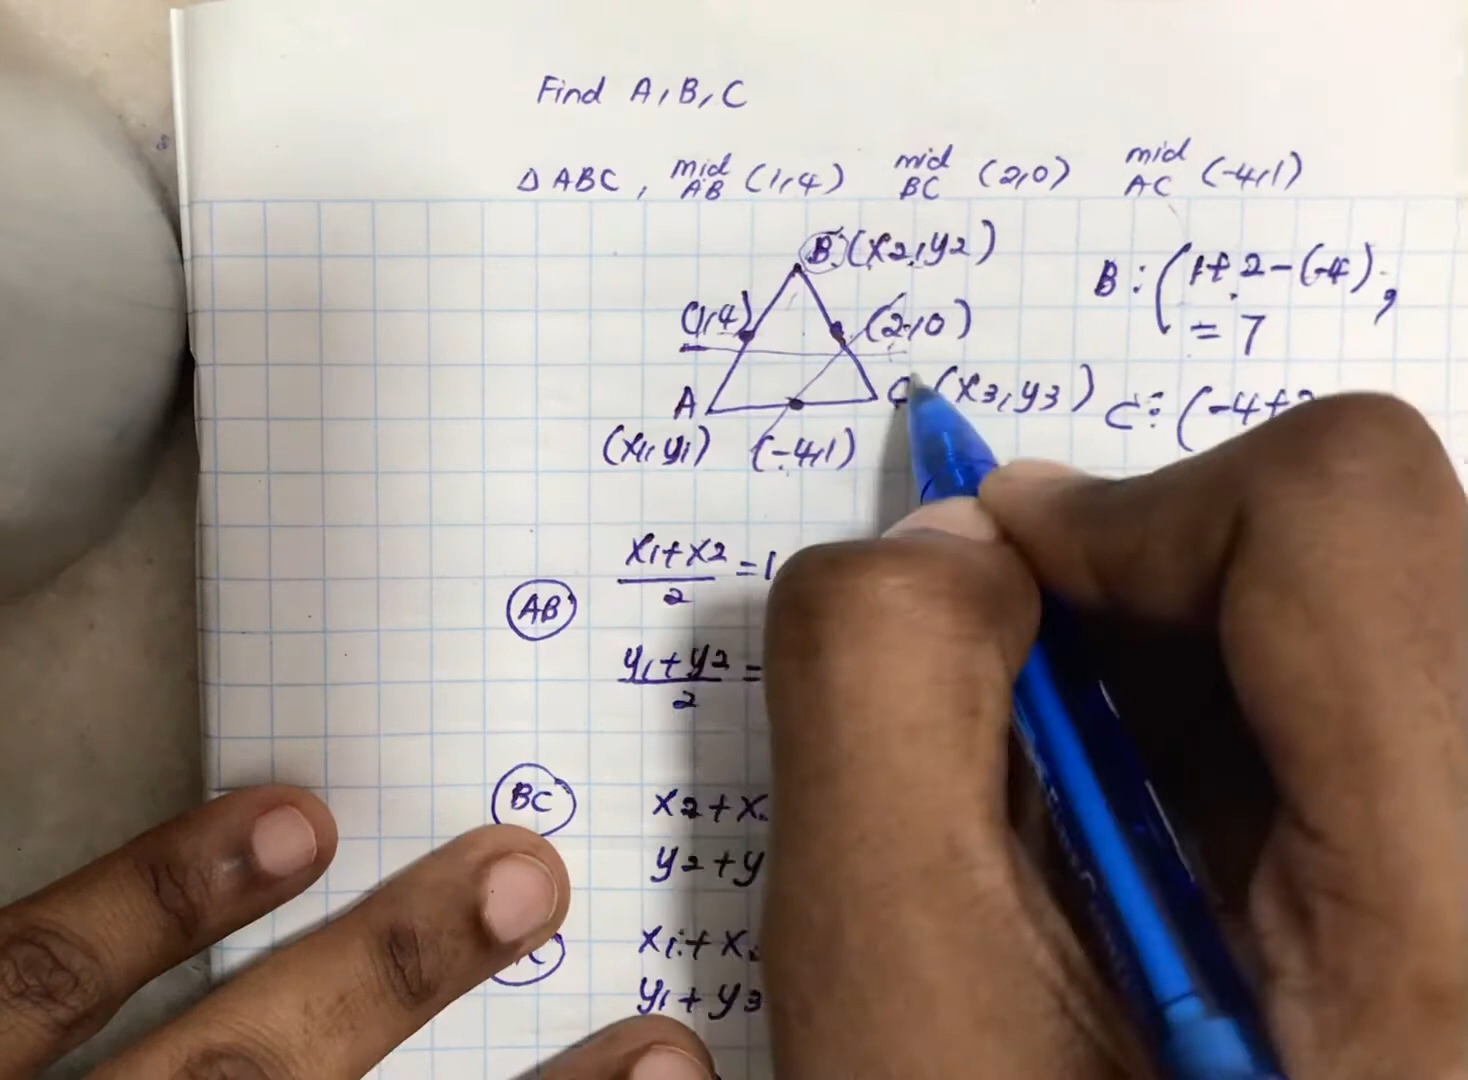 Find A, B, C
Δ ABC, mid AB (1,4) mid BC (2,0) mid AC (-4,1)
B (x2,y2)
B: (1+2-(-4),
= 7
(1,4)
(2,0)
A
C (x3,y3)
C: (-4+2
(x1,y1)
(-4,1)
AB
x1+x2
2
=1
y1+y2
2
=
BC
x2+x
y2+y
x1+x
y1+y3